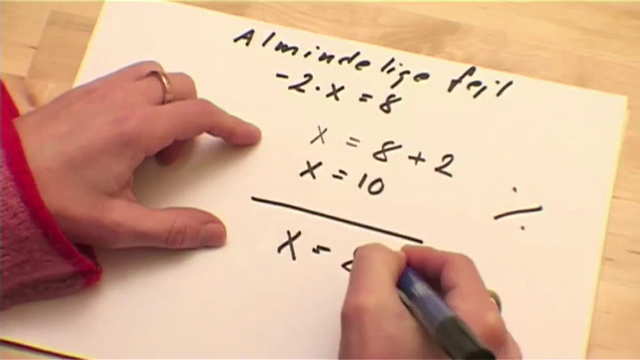 Almindelige fejl
-2·x=8
x = 8+2
x = 10
÷
x =